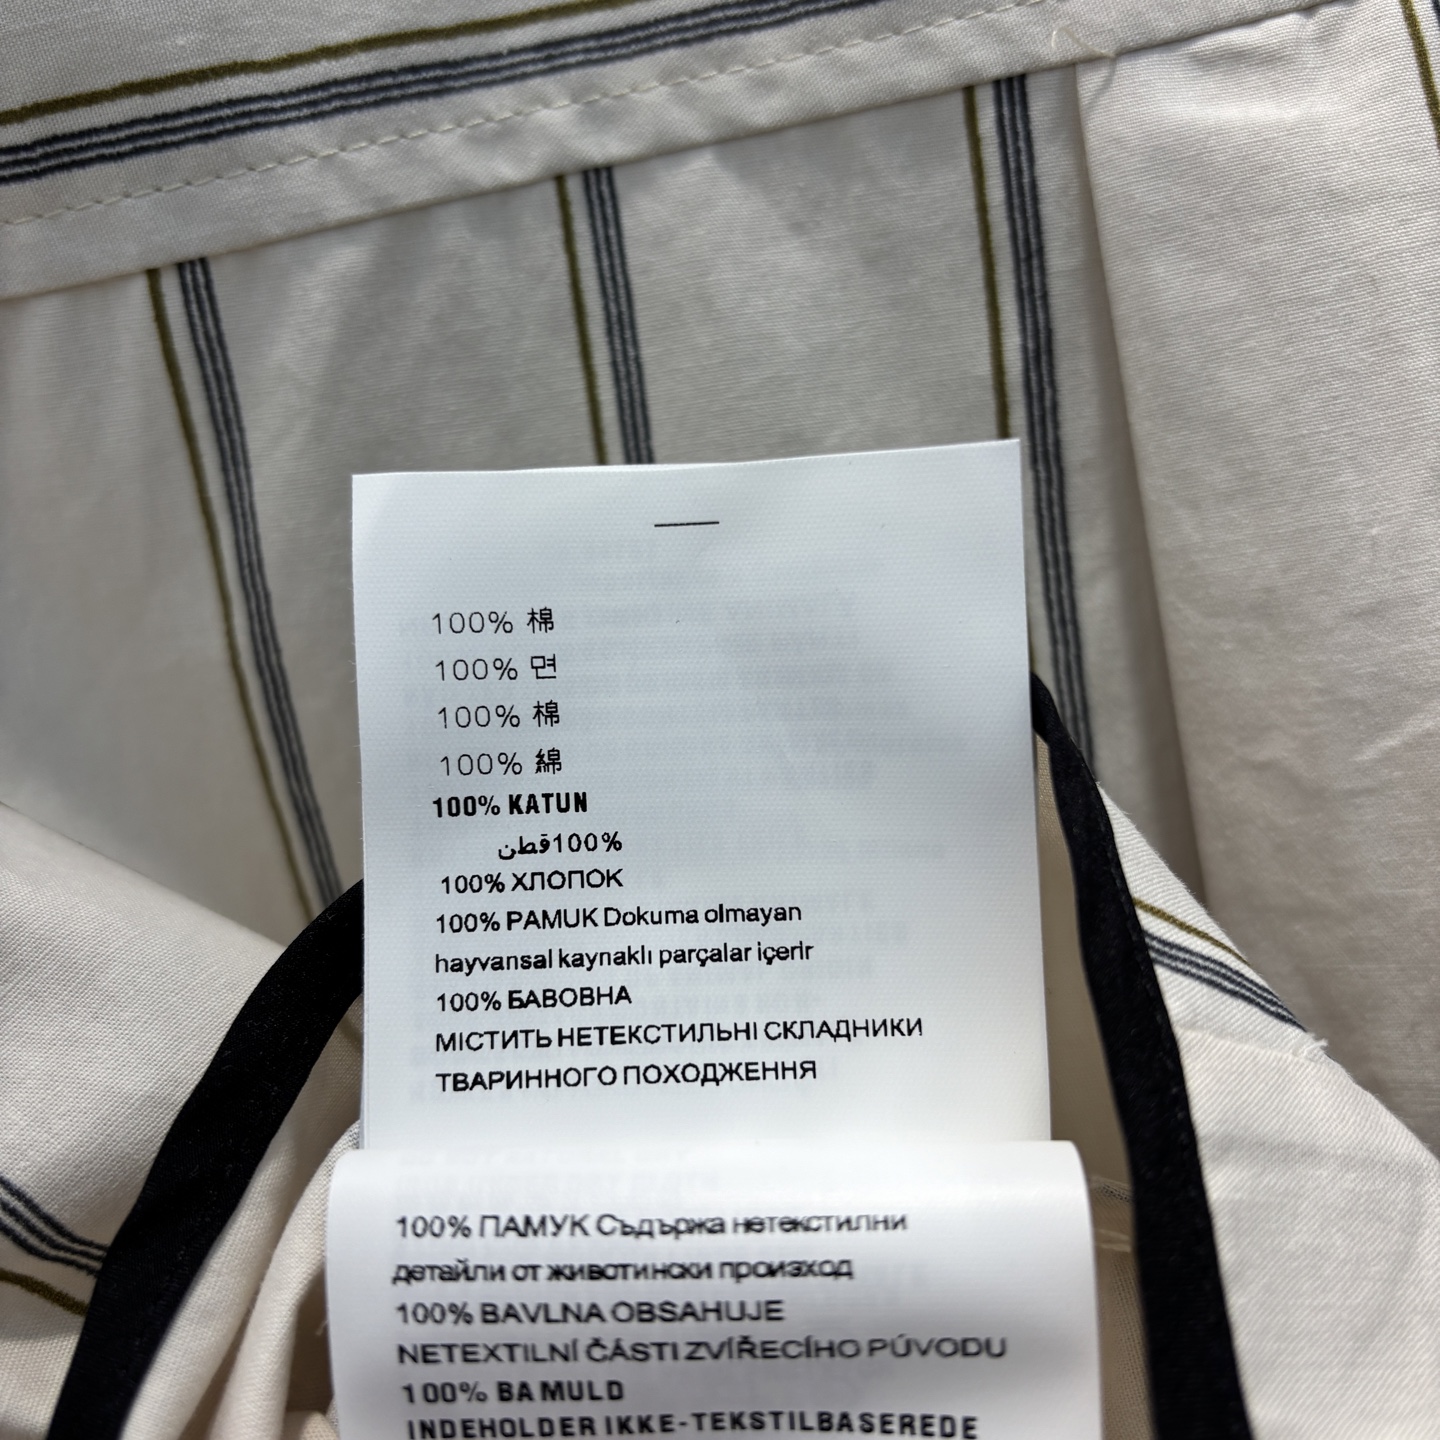 100% 棉
100% 면
100% 棉
100% 綿
100% KATUN
100%قطن
100% ХЛОПОК
100% PAMUK Dokuma olmayan
hayvansal kaynaklı parçalar içerir
100% БАВОВНА
МІСТИТЬ НЕТЕКСТИЛЬНІ СКЛАДНИКИ
ТВАРИННОГО ПОХОДЖЕННЯ
100% ПАМУК Съдържа нетекстилни
детайли от животински произход
100% BAVLNA OBSAHUJE
NETEXTILNÍ ČÁSTI ZVÍŘECÍHO PÚVODU
100% BAMULD
INDEHOLDER IKKE-TEKSTILBASEREDE